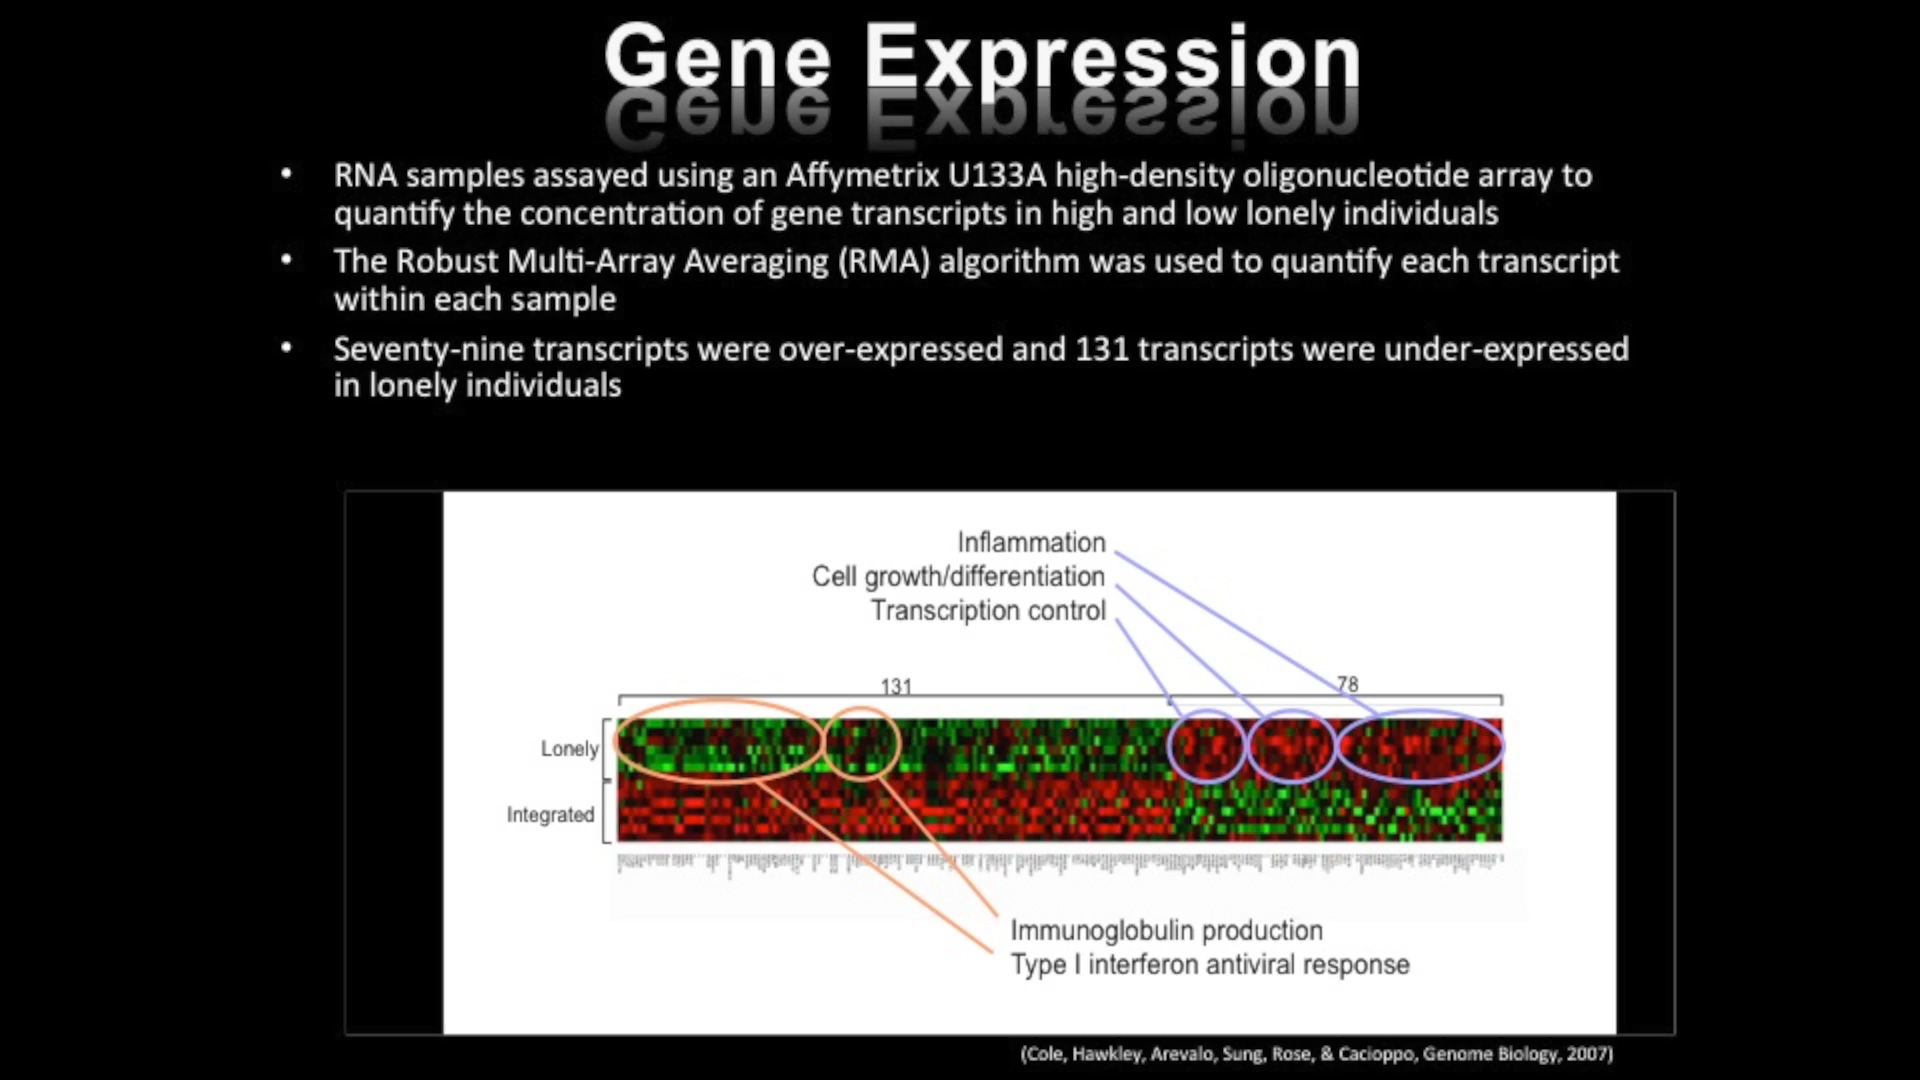 Gene Expression
• RNA samples assayed using an Affymetrix U133A high-density oligonucleotide array to
quantify the concentration of gene transcripts in high and low lonely individuals
• The Robust Multi-Array Averaging (RMA) algorithm was used to quantify each transcript
within each sample
• Seventy-nine transcripts were over-expressed and 131 transcripts were under-expressed
in lonely individuals
Inflammation
Cell growth/differentiation
Transcription control
131
78
Lonely
Integrated
Immunoglobulin production
Type I interferon antiviral response
(Cole, Hawkley, Arevalo, Sung, Rose, & Cacioppo, Genome Biology, 2007)